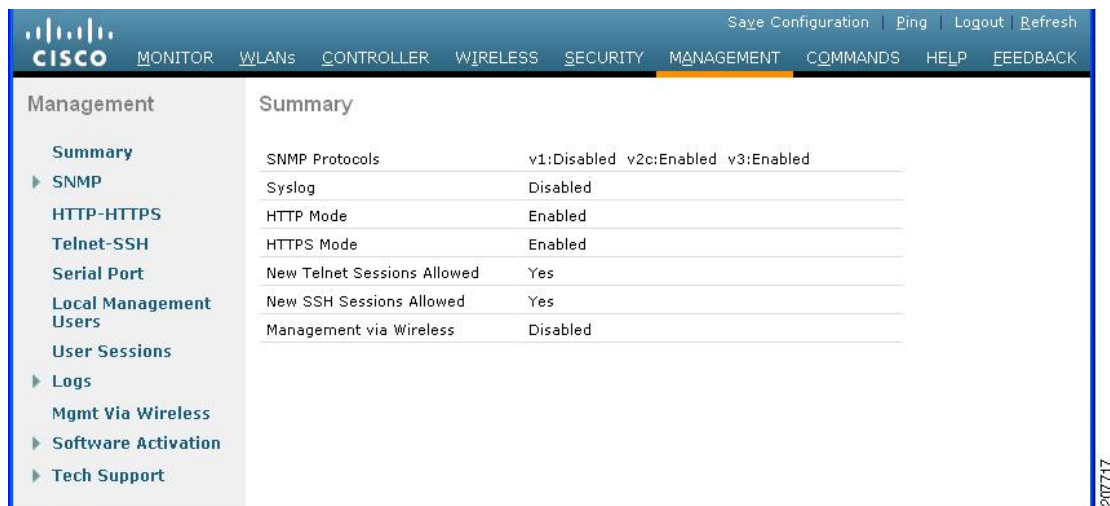 Save Configuration | Ping | Logout | Refresh
CISCO MONITOR WLANs CONTROLLER WIRELESS SECURITY MANAGEMENT COMMANDS HELP FEEDBACK
Management
Summary
SNMP
HTTP-HTTPS
Telnet-SSH
Serial Port
Local Management
Users
User Sessions
Logs
Mgmt Via Wireless
Software Activation
Tech Support
Summary
SNMP Protocols v1:Disabled v2c:Enabled v3:Enabled
Syslog Disabled
HTTP Mode Enabled
HTTPS Mode Enabled
New Telnet Sessions Allowed Yes
New SSH Sessions Allowed Yes
Management via Wireless Disabled
207717